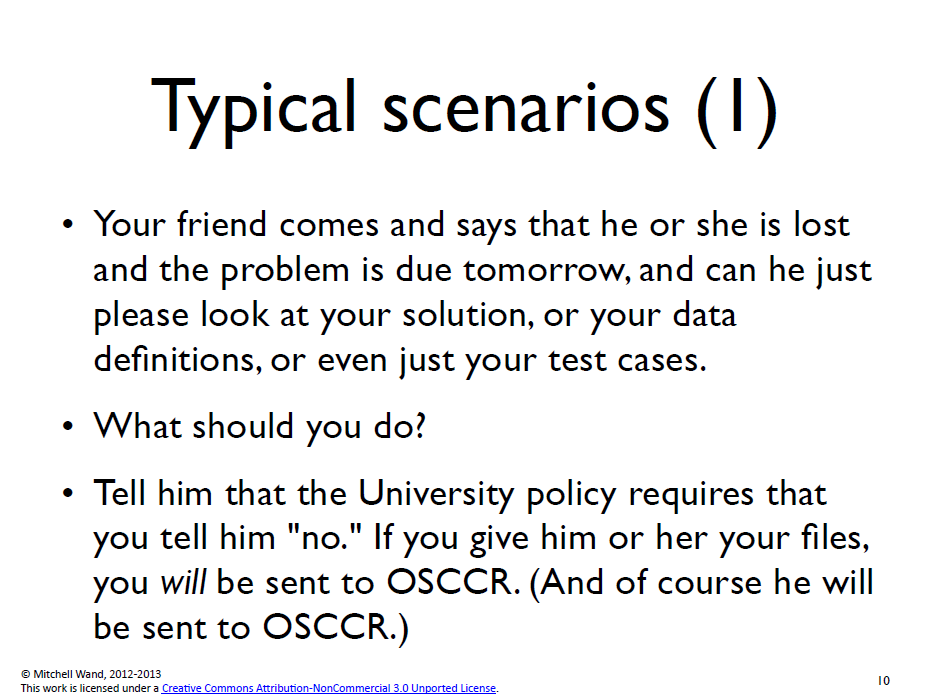 Typical scenarios (1)
• Your friend comes and says that he or she is lost
and the problem is due tomorrow, and can he just
please look at your solution, or your data
definitions, or even just your test cases.
• What should you do?
• Tell him that the University policy requires that
you tell him "no." If you give him or her your files,
you will be sent to OSCCR. (And of course he will
be sent to OSCCR.)
© Mitchell Wand, 2012-2013
This work is licensed under a Creative Commons Attribution-NonCommercial 3.0 Unported License.
10